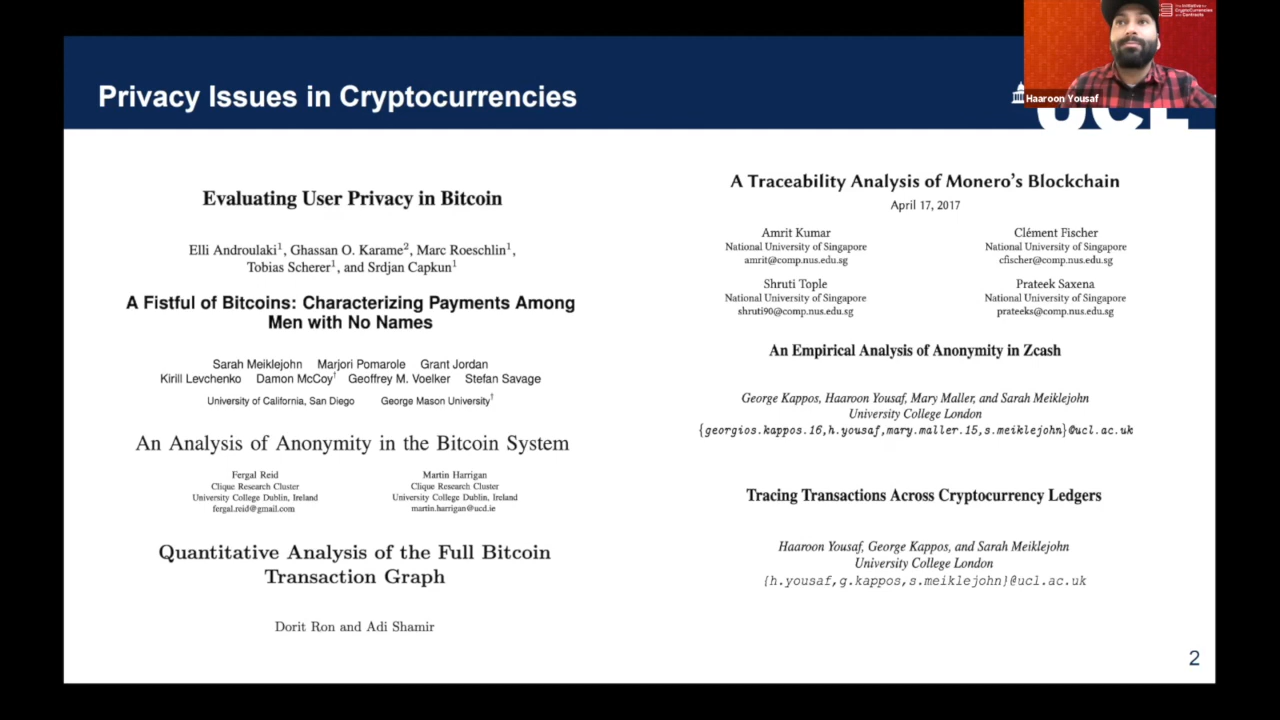 Privacy Issues in Cryptocurrencies
The Initiative for
CryptoCurrencies
and Contracts
Haaroon Yousaf
UCL
Evaluating User Privacy in Bitcoin
Elli Androulaki1, Ghassan O. Karame2, Marc Roeschlin1,
Tobias Scherer1, and Srdjan Capkun1
A Fistful of Bitcoins: Characterizing Payments Among
Men with No Names
Sarah Meiklejohn Marjori Pomarole Grant Jordan
Kirill Levchenko Damon McCoy† Geoffrey M. Voelker Stefan Savage
University of California, San Diego George Mason University†
An Analysis of Anonymity in the Bitcoin System
Fergal Reid
Clique Research Cluster
University College Dublin, Ireland
fergal.reid@gmail.com
Martin Harrigan
Clique Research Cluster
University College Dublin, Ireland
martin.harrigan@ucd.ie
Quantitative Analysis of the Full Bitcoin
Transaction Graph
Dorit Ron and Adi Shamir
A Traceability Analysis of Monero's Blockchain
April 17, 2017
Amrit Kumar
National University of Singapore
amrit@comp.nus.edu.sg
Clément Fischer
National University of Singapore
cfischer@comp.nus.edu.sg
Shruti Tople
National University of Singapore
shruti90@comp.nus.edu.sg
Prateek Saxena
National University of Singapore
prateeks@comp.nus.edu.sg
An Empirical Analysis of Anonymity in Zcash
George Kappos, Haaroon Yousaf, Mary Maller, and Sarah Meiklejohn
University College London
{georgios.kappos.16,h.yousaf,mary.maller.15,s.meiklejohn}@ucl.ac.uk
Tracing Transactions Across Cryptocurrency Ledgers
Haaroon Yousaf, George Kappos, and Sarah Meiklejohn
University College London
{h.yousaf,g.kappos,s.meiklejohn}@ucl.ac.uk
2